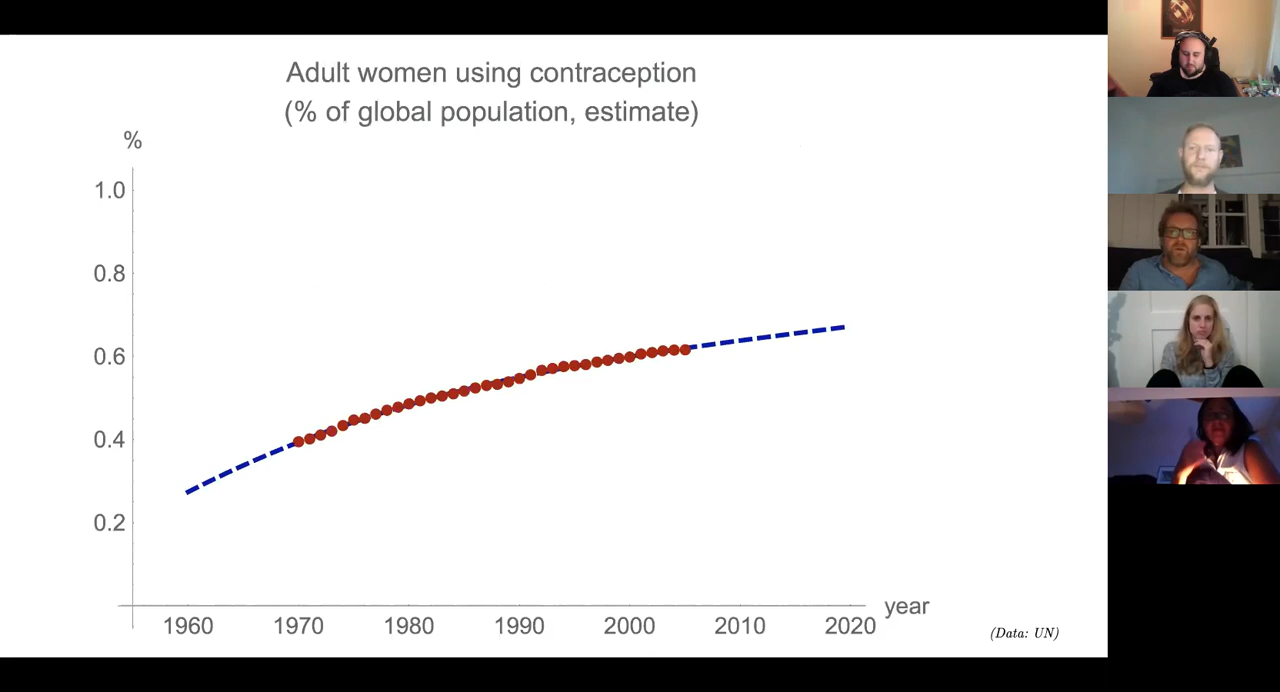 Adult women using contraception
(% of global population, estimate)
%
1.0
0.8
0.6
0.4
0.2
1960 1970 1980 1990 2000 2010 2020
year
(Data: UN)